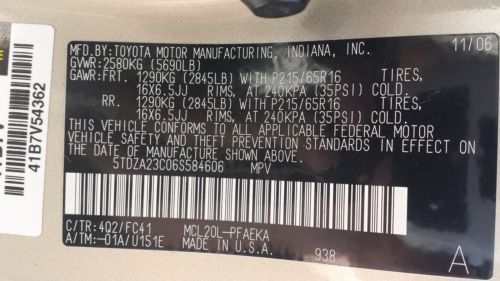 MFD. BY: TOYOTA MOTOR MANUFACTURING, INDIANA, INC. 11/06
GVWR: 2580KG (5690LB)
GAWR: FRT. 1290KG (2845LB) WITH P215/65R16 TIRES,
16X6.5JJ RIMS, AT 240KPA (35PSI) COLD.
RR. 1290KG (2845LB) WITH P215/65R16 TIRES,
16X6.5JJ RIMS, AT 240KPA (35PSI) COLD.
THIS VEHICLE CONFORMS TO ALL APPLICABLE FEDERAL MOTOR
VEHICLE SAFETY AND THEFT PREVENTION STANDARDS IN EFFECT
ON THE DATE OF MANUFACTURE SHOWN ABOVE.
5TDZA23C06S584606 MPV
C/TR: 4Q2/FC41 MCL20L-PFAEKA
A/TM: -01A/U151E MADE IN U.S.A. 938 A
41B7V54362